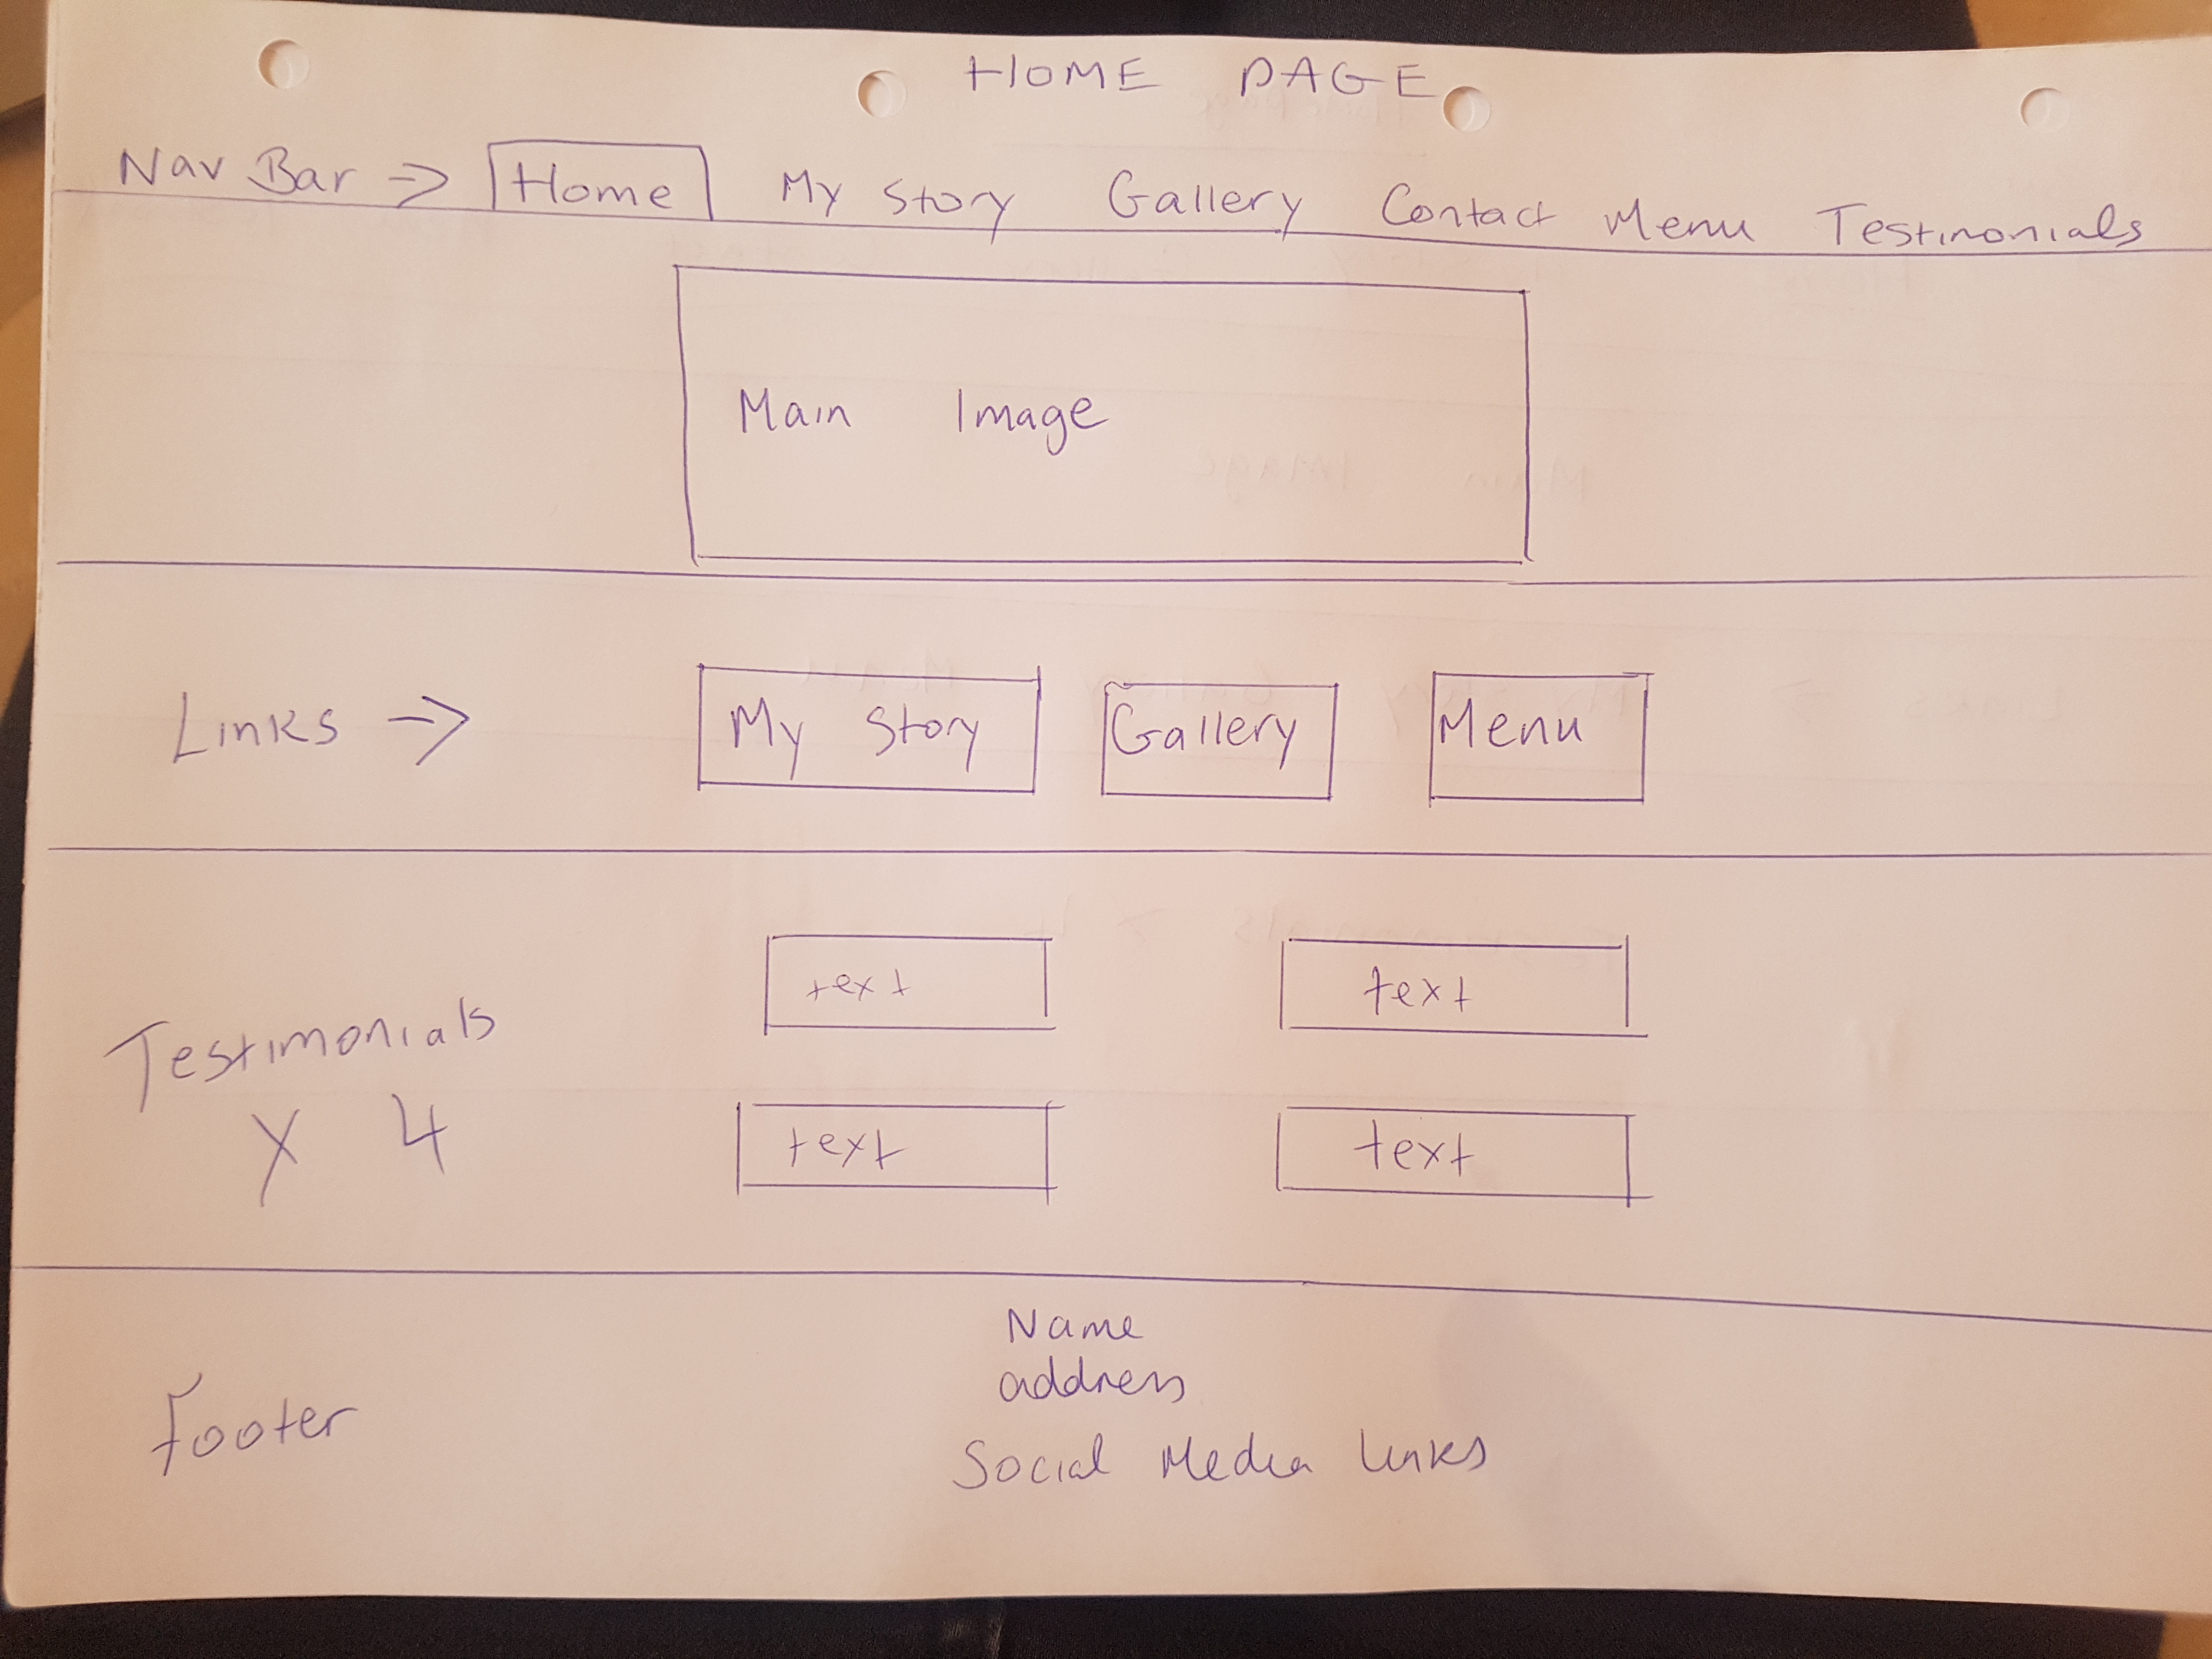 HOME PAGE
Nav Bar => Home My Story Gallery Contact Menu Testimonials
Main Image
Links => My Story Gallery Menu
Testimonials
X 4
text text
text text
Footer
Name
address
Social Media links